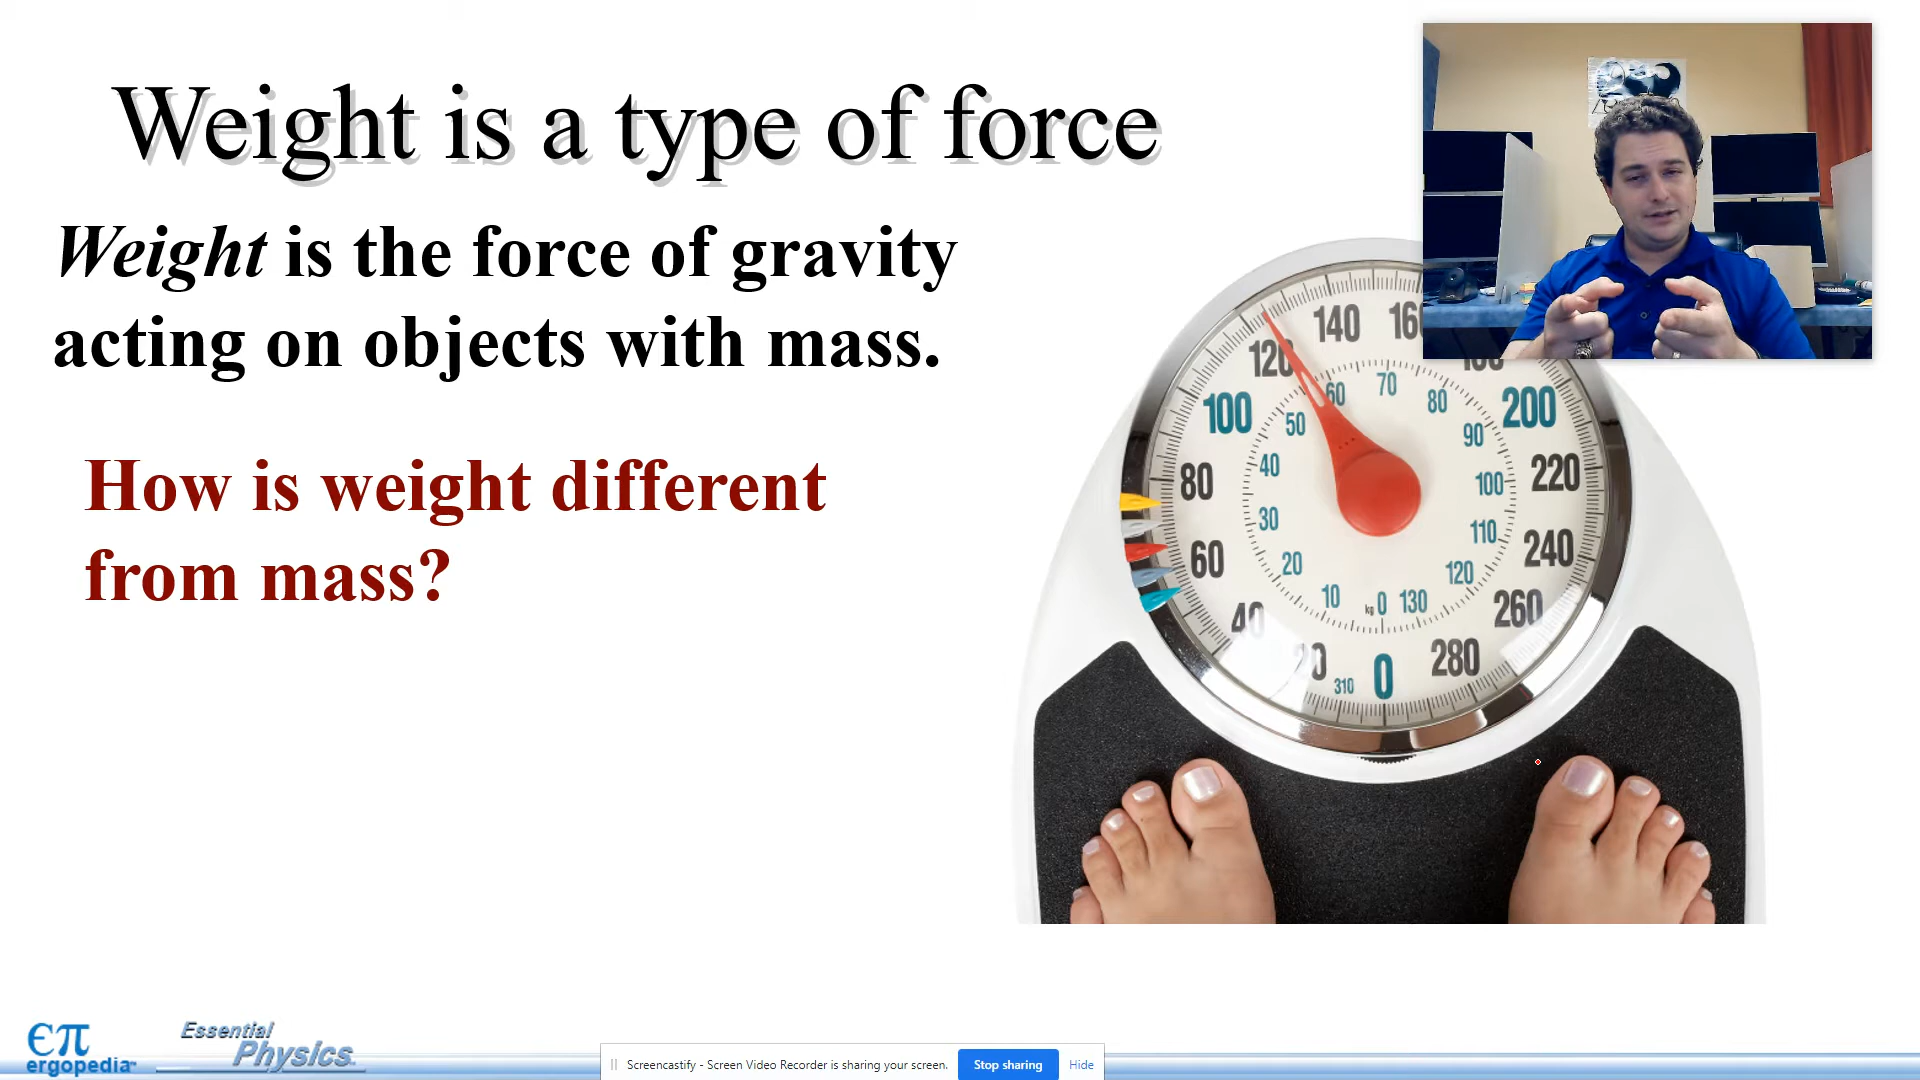 Weight is a type of force
Weight is the force of gravity
acting on objects with mass.
How is weight different
from mass?
120
140
100
200
80
220
60
240
40
260
280
0
310
60
70
80
50
90
40
100
30
110
20
120
10
kg 0
130
επ
ergopedia™
Essential
Physics
Screencastify - Screen Video Recorder is sharing your screen.
Stop sharing
Hide